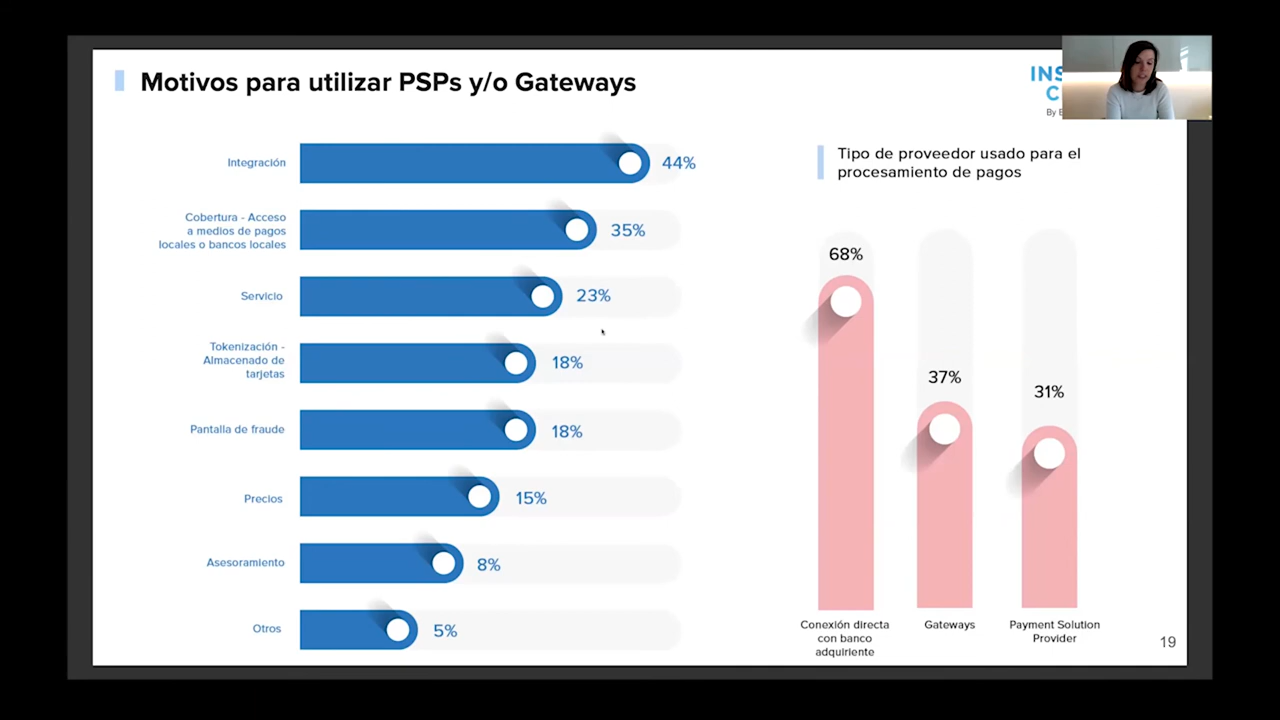 Motivos para utilizar PSPs y/o Gateways
INS
C
By E
Integración
44%
Cobertura - Acceso
a medios de pagos
locales o bancos locales
35%
Servicio
23%
Tokenización -
Almacenado de
tarjetas
18%
Pantalla de fraude
18%
Precios
15%
Asesoramiento
8%
Otros
5%
Tipo de proveedor usado para el
procesamiento de pagos
68%
37%
31%
Conexión directa
con banco
adquiriente
Gateways
Payment Solution
Provider
19